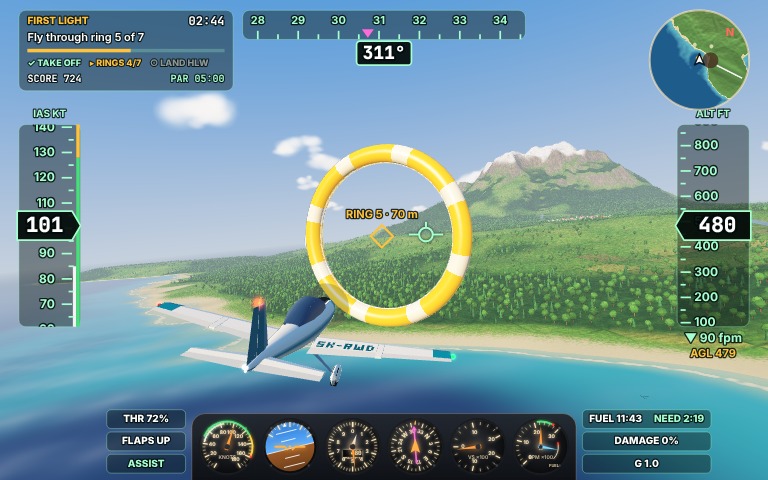 FIRST LIGHT 02:44
Fly through ring 5 of 7
✓ TAKE OFF ▸ RINGS 4/7 LAND HLW
SCORE 724 PAR 05:00
28 29 30 31 32 33 34
311°
N
IAS KT
140
130
120
110
101
90
80
70
ALT FT
800
700
600
480
400
300
200
100
▼ 90 fpm
AGL 479
RING 5 · 70 m
SK-RWD
THR 72%
FLAPS UP
ASSIST
FUEL 11:43 NEED 2:19
DAMAGE 0%
G 1.0
KNOTS